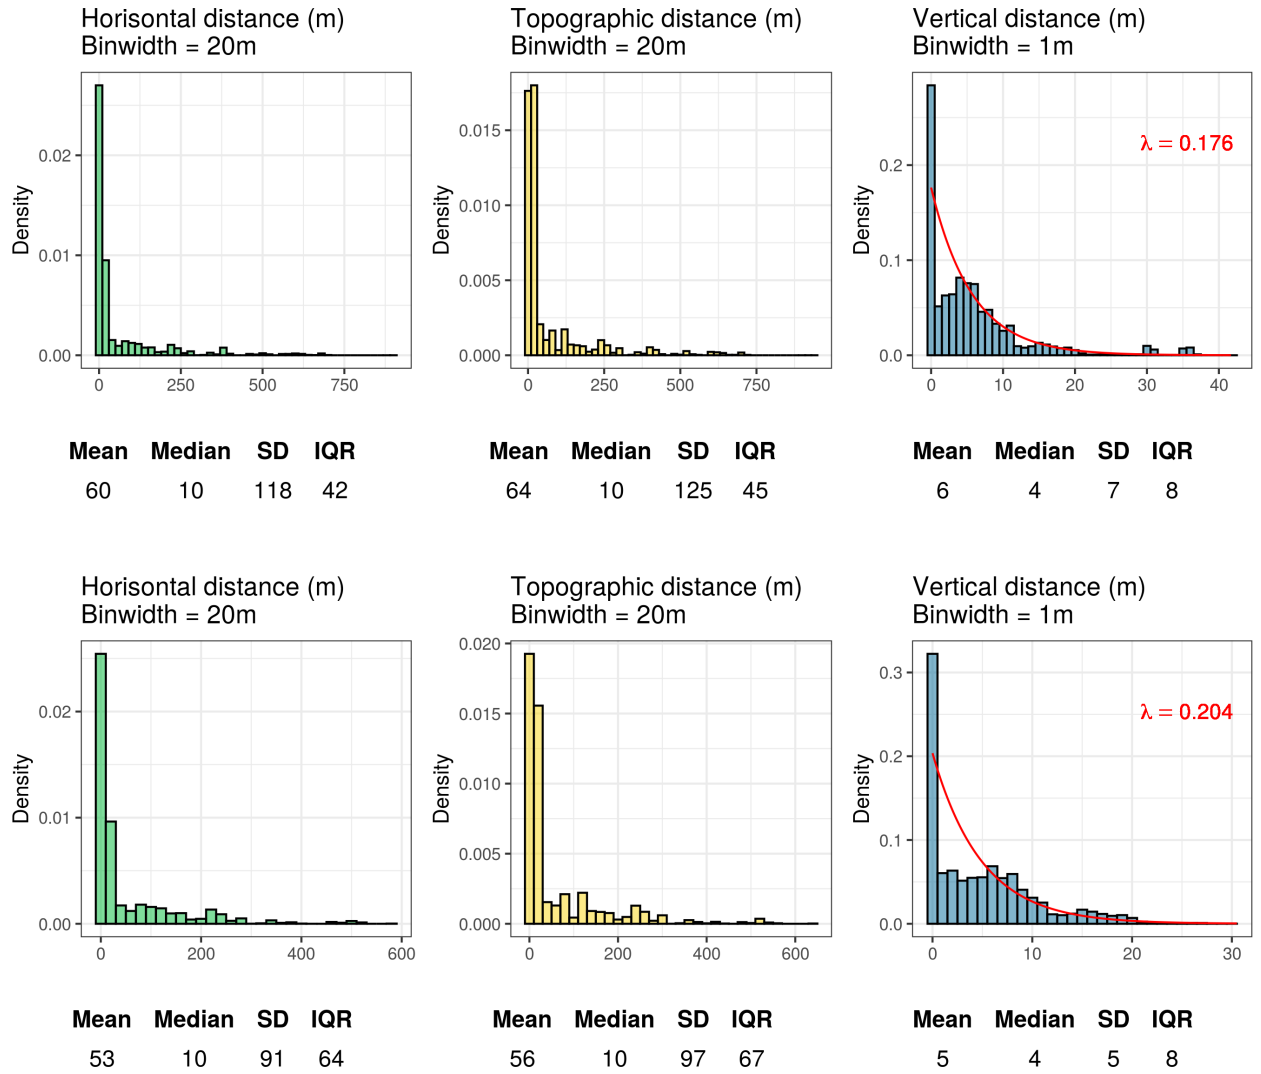 Horisontal distance (m)
Binwidth = 20m
Density
0.02
0.01
0.00
0 250 500 750
Mean Median SD IQR
60 10 118 42
Topographic distance (m)
Binwidth = 20m
Density
0.015
0.010
0.005
0.000
0 250 500 750
Mean Median SD IQR
64 10 125 45
Vertical distance (m)
Binwidth = 1m
Density
0.2
0.1
0.0
λ = 0.176
0 10 20 30 40
Mean Median SD IQR
6 4 7 8
Horisontal distance (m)
Binwidth = 20m
Density
0.02
0.01
0.00
0 200 400 600
Mean Median SD IQR
53 10 91 64
Topographic distance (m)
Binwidth = 20m
Density
0.020
0.015
0.010
0.005
0.000
0 200 400 600
Mean Median SD IQR
56 10 97 67
Vertical distance (m)
Binwidth = 1m
Density
0.3
0.2
0.1
0.0
λ = 0.204
0 10 20 30
Mean Median SD IQR
5 4 5 8